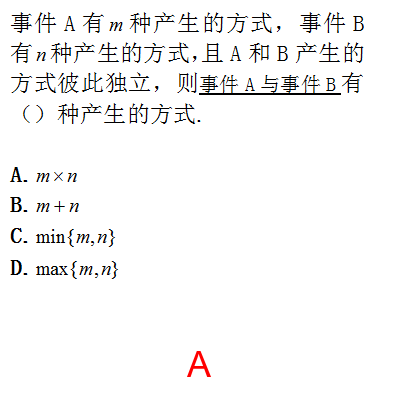 事件 A 有 m 种产生的方式，事件 B
有 n 种产生的方式,且 A 和 B 产生的
方式彼此独立，则事件 A 与事件 B 有
（）种产生的方式.
A. m×n
B. m+n
C. min{m,n}
D. max{m,n}
A